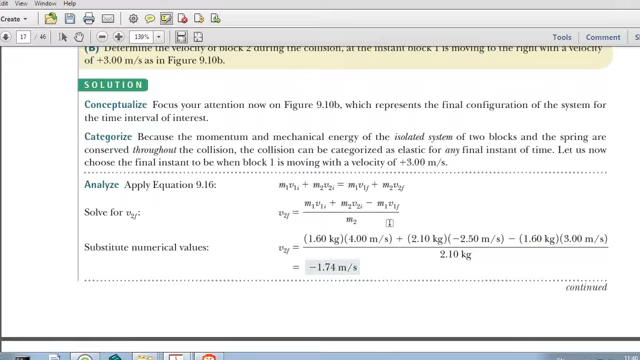 Create
17 / 46
139%
Tools
Comment
(B) Determine the velocity of block 2 during the collision, at the instant block 1 is moving to the right with a velocity
of +3.00 m/s as in Figure 9.10b.
SOLUTION
Conceptualize Focus your attention now on Figure 9.10b, which represents the final configuration of the system for
the time interval of interest.
Categorize Because the momentum and mechanical energy of the isolated system of two blocks and the spring are
conserved throughout the collision, the collision can be categorized as elastic for any final instant of time. Let us now
choose the final instant to be when block 1 is moving with a velocity of +3.00 m/s.
Analyze Apply Equation 9.16: m₁v₁ᵢ + m₂v₂ᵢ = m₁v₁f + m₂v₂f
Solve for v₂f: v₂f = (m₁v₁ᵢ + m₂v₂ᵢ − m₁v₁f) / m₂
Substitute numerical values: v₂f = (1.60 kg)(4.00 m/s) + (2.10 kg)(−2.50 m/s) − (1.60 kg)(3.00 m/s)
2.10 kg
= −1.74 m/s
continued